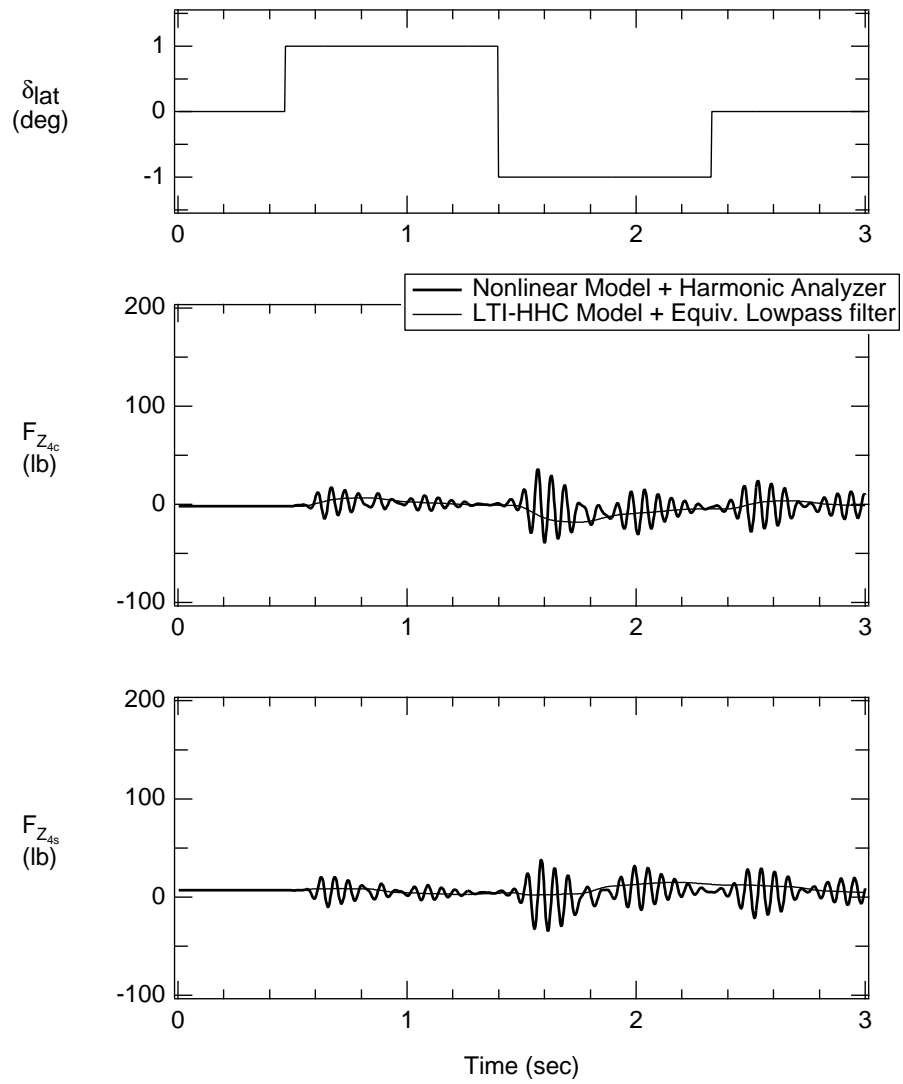 1
δlat
(deg)
0
-1
0
1
2
3
Nonlinear Model + Harmonic Analyzer
LTI-HHC Model + Equiv. Lowpass filter
200
100
FZ4c
(lb)
0
-100
0
1
2
3
200
100
FZ4s
(lb)
0
-100
0
1
2
3
Time (sec)